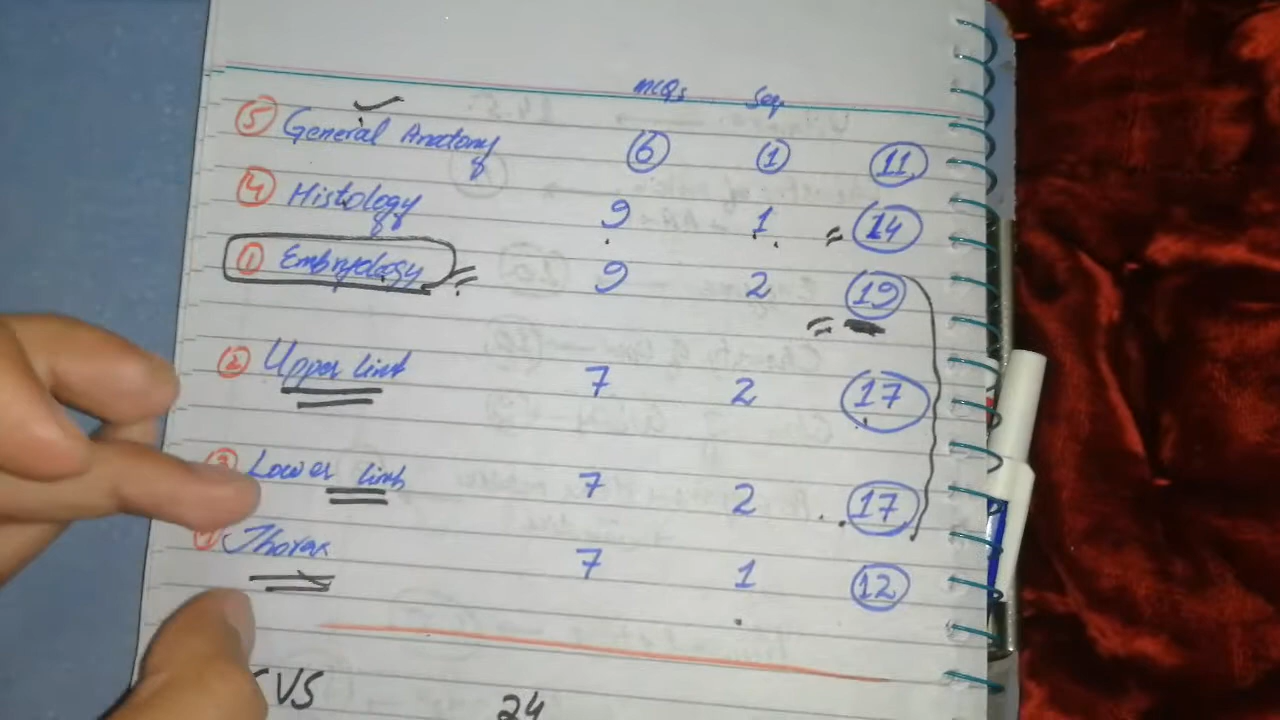 MCQs Seq
5 General Anatomy 6 1 11
4 Histology 9 1 = 14
1 Embryology 9 2 19
2 Upper limb 7 2 17
3 Lower limb 7 2 17
Thorax 7 1 12
CVS 24